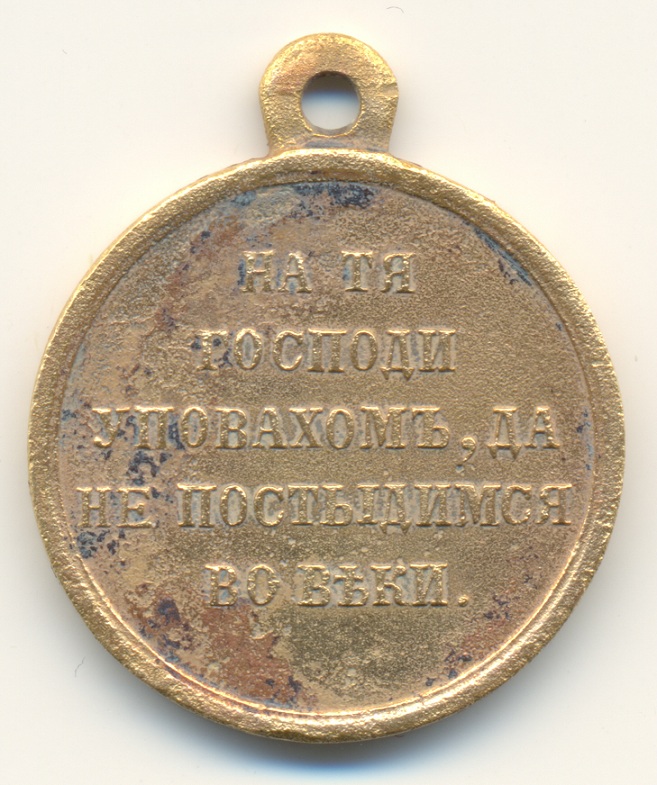 НА ТЯ
ГОСПОДИ
УПОВАХОМЪ, ДА
НЕ ПОСТЫДИМСЯ
ВО ВѢКИ.